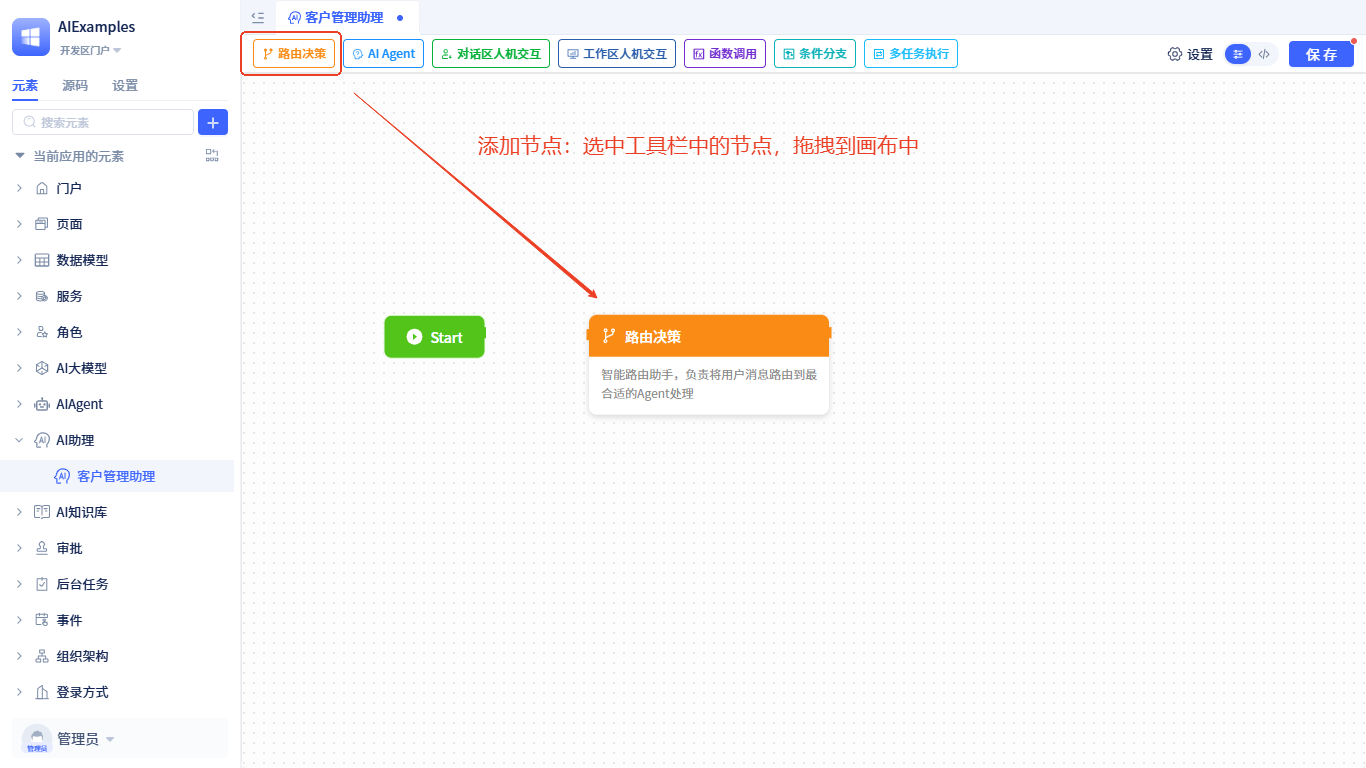 AIExamples
开发区门户
元素 源码 设置
搜索元素
当前应用的元素
门户
页面
数据模型
服务
角色
AI大模型
AIAgent
AI助理
客户管理助理
AI知识库
审批
后台任务
事件
组织架构
登录方式
管理员
管理员
客户管理助理
路由决策 AI Agent 对话区人机交互 工作区人机交互 函数调用 条件分支 多任务执行 设置 保存
添加节点：选中工具栏中的节点，拖拽到画布中
Start
路由决策
智能路由助手，负责将用户消息路由到最
合适的Agent处理